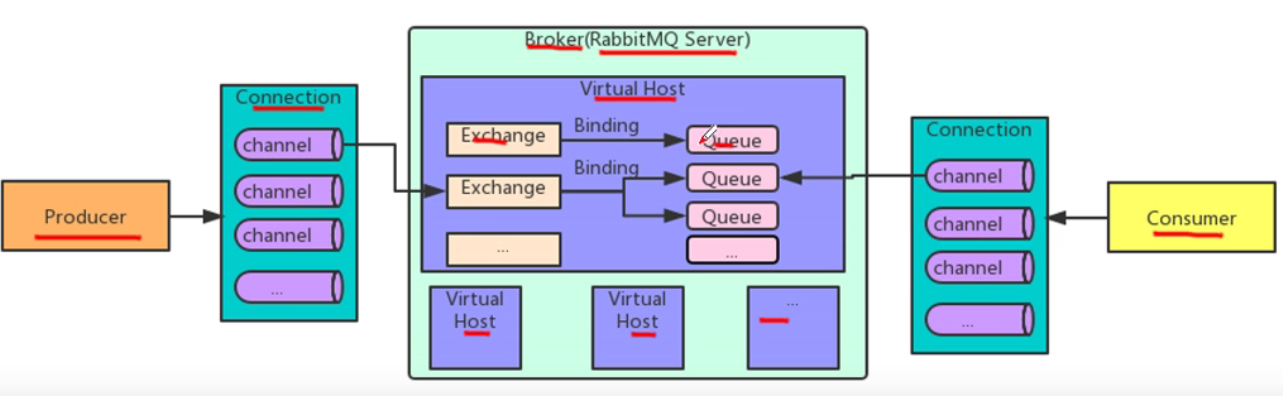 Broker(RabbitMQ Server)
Connection
channel
channel
channel
...
Producer
Virtual Host
Exchange
Binding
Queue
Exchange
Binding
Queue
Queue
...
...
Virtual
Host
Virtual
Host
...
Connection
channel
channel
channel
...
Consumer